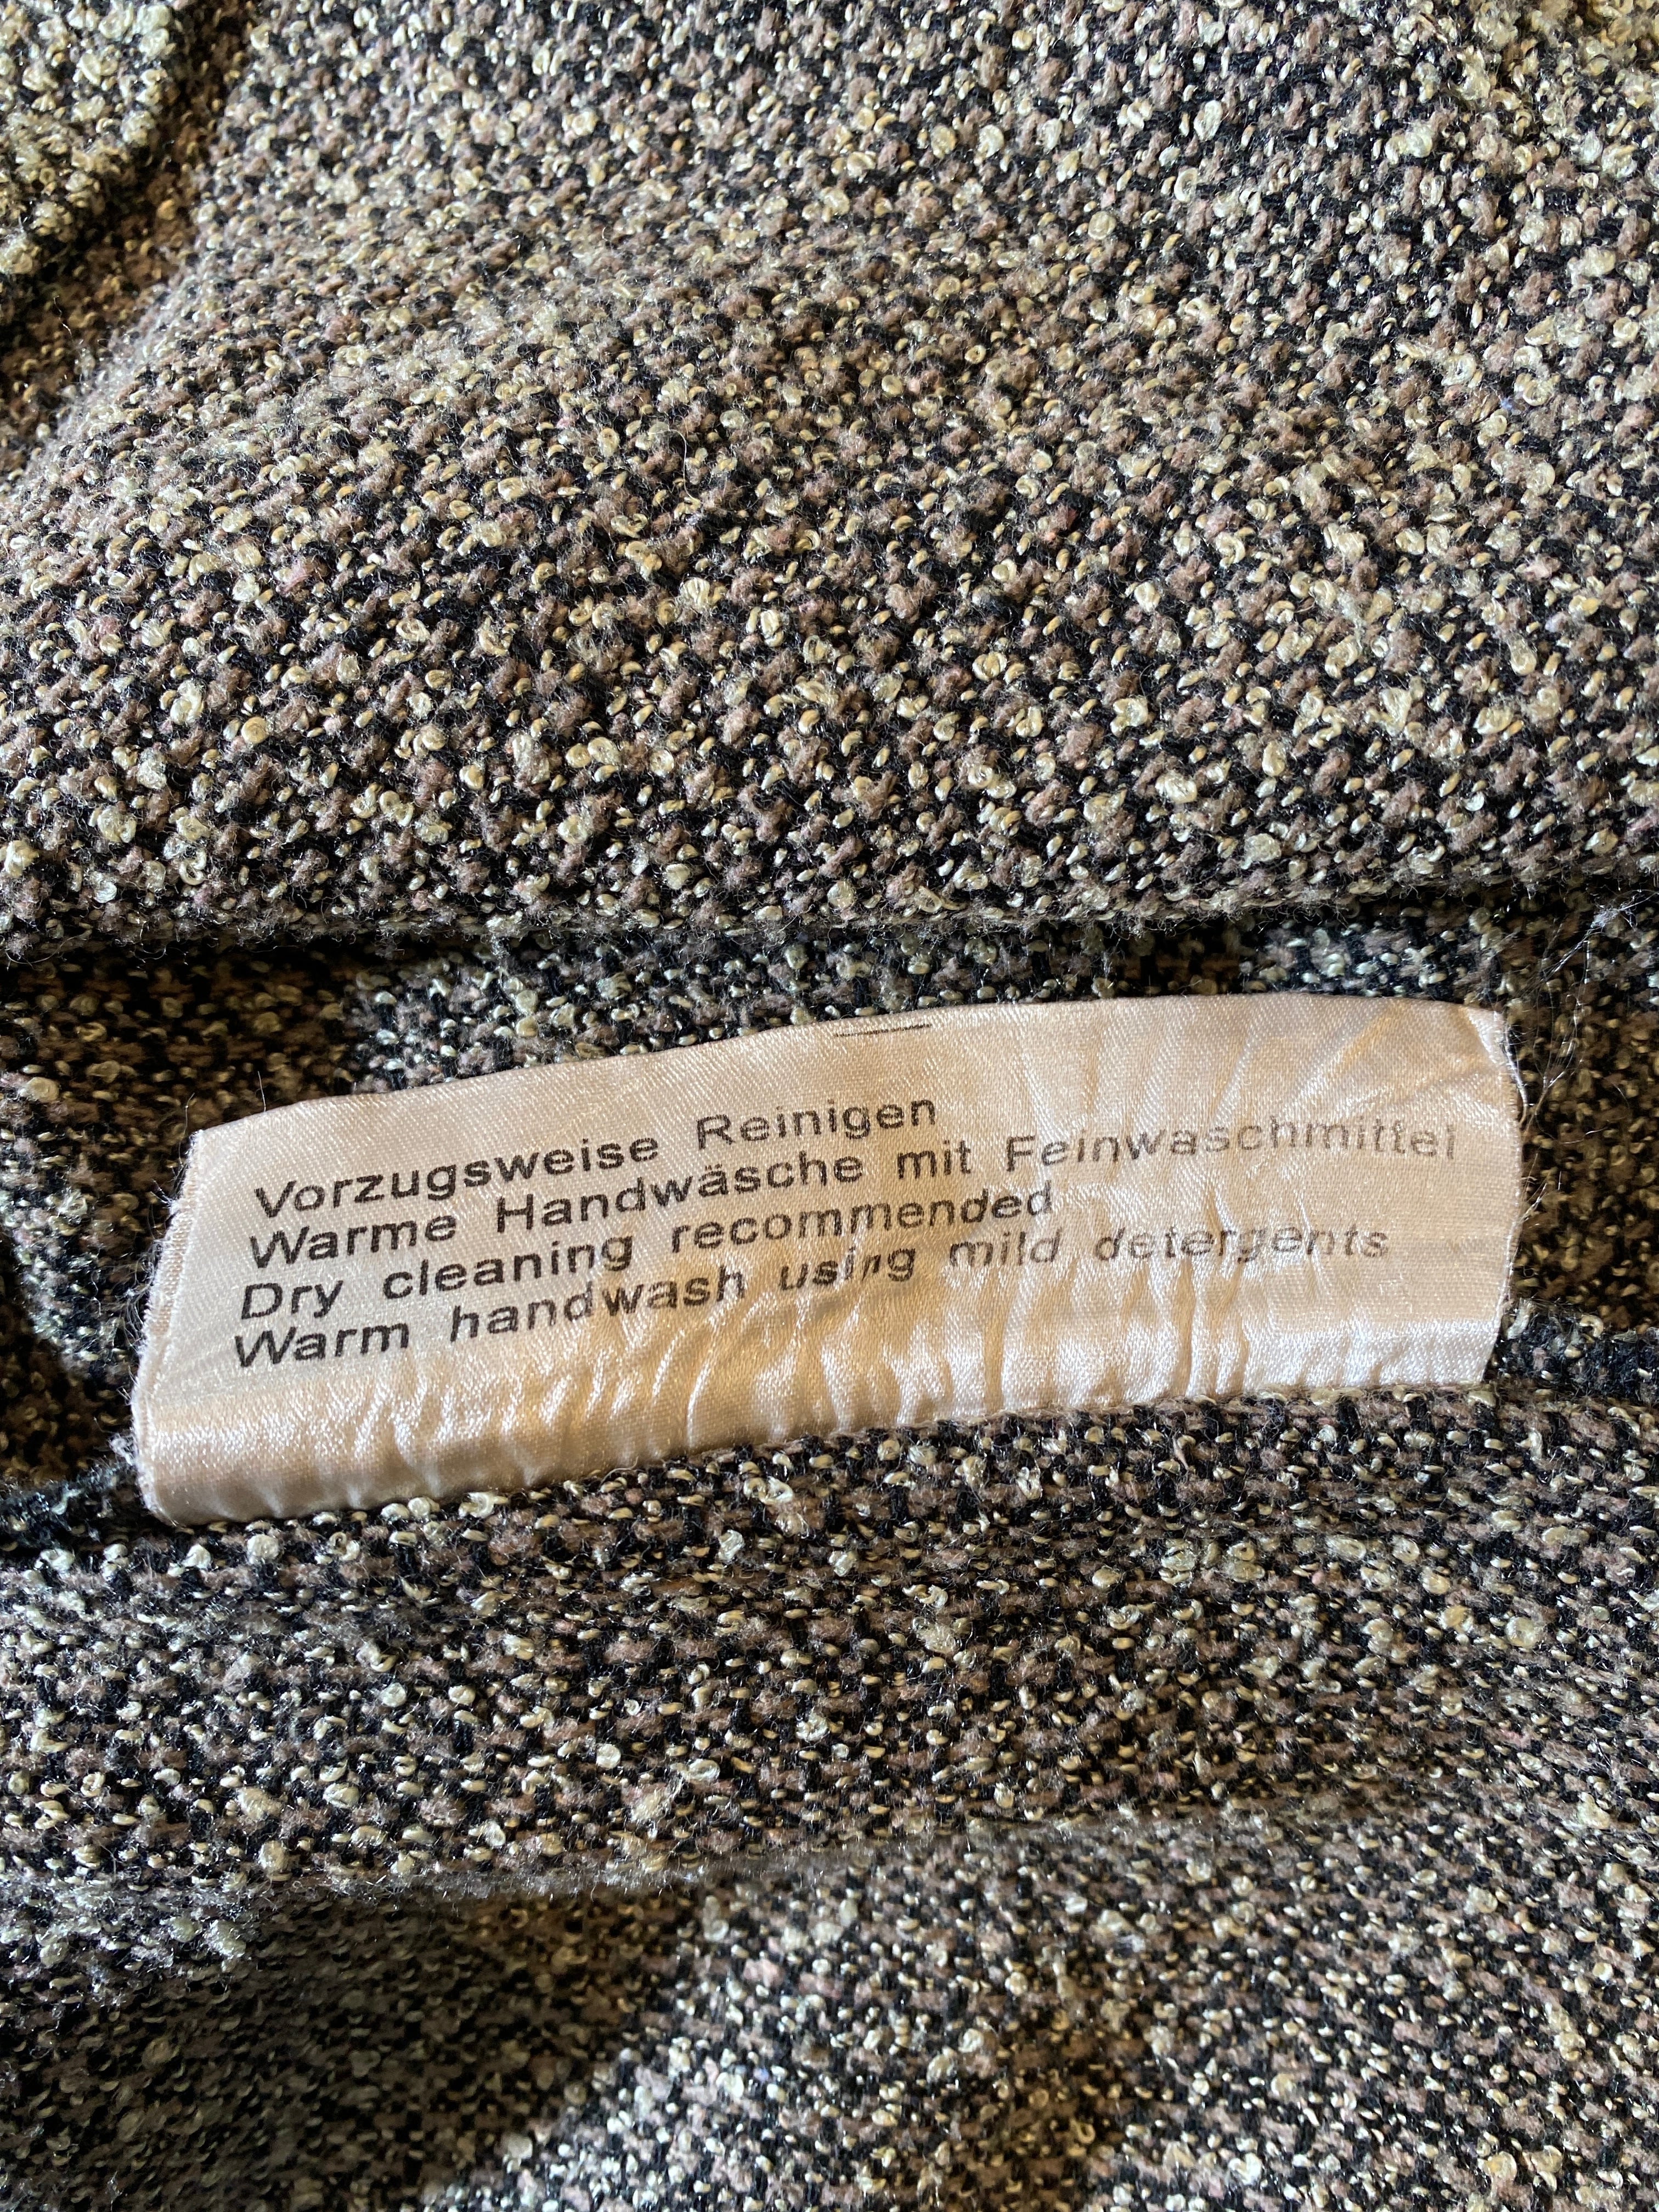 Vorzugsweise Reinigen
Warme Handwäsche mit Feinwaschmittel
Dry cleaning recommended
Warm handwash using mild detergents